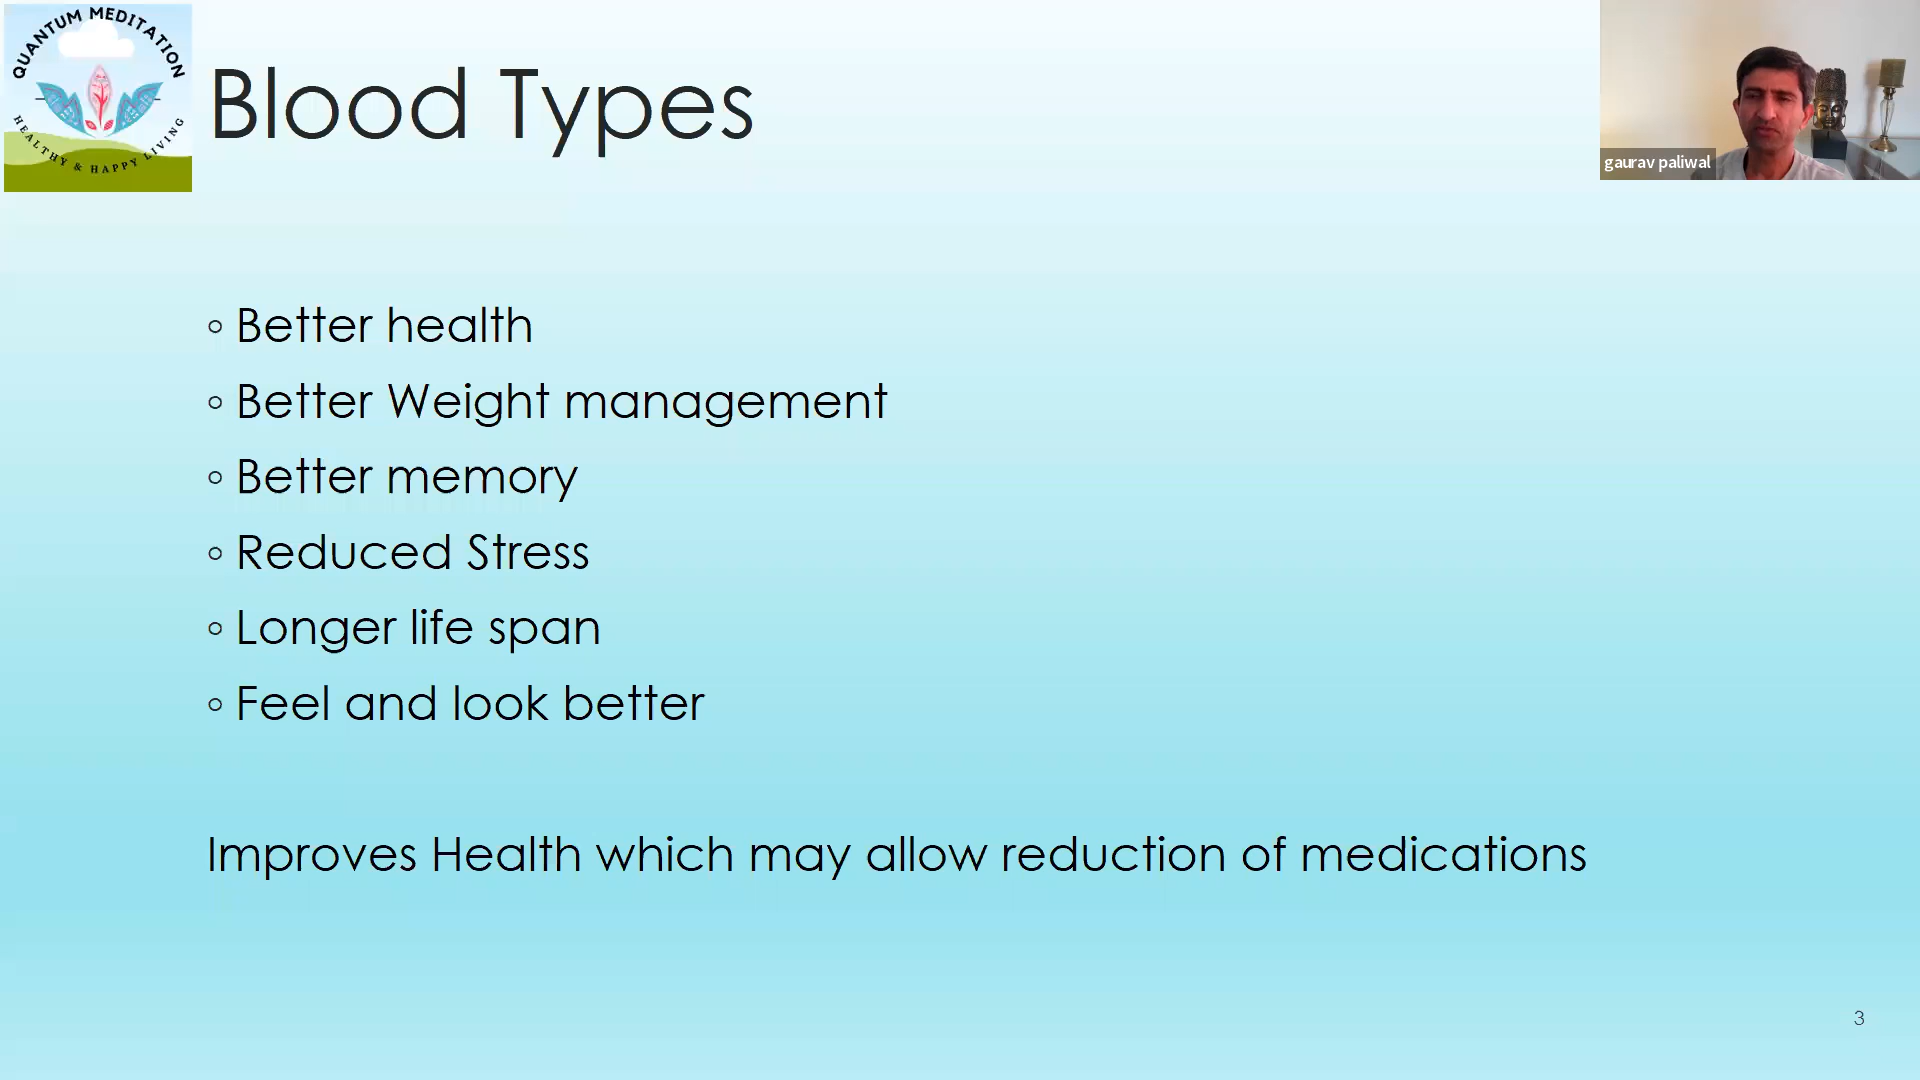 QUANTUM MEDITATION
HEALTHY & HAPPY LIVING
Blood Types
gaurav paliwal
◦ Better health
◦ Better Weight management
◦ Better memory
◦ Reduced Stress
◦ Longer life span
◦ Feel and look better
Improves Health which may allow reduction of medications
3